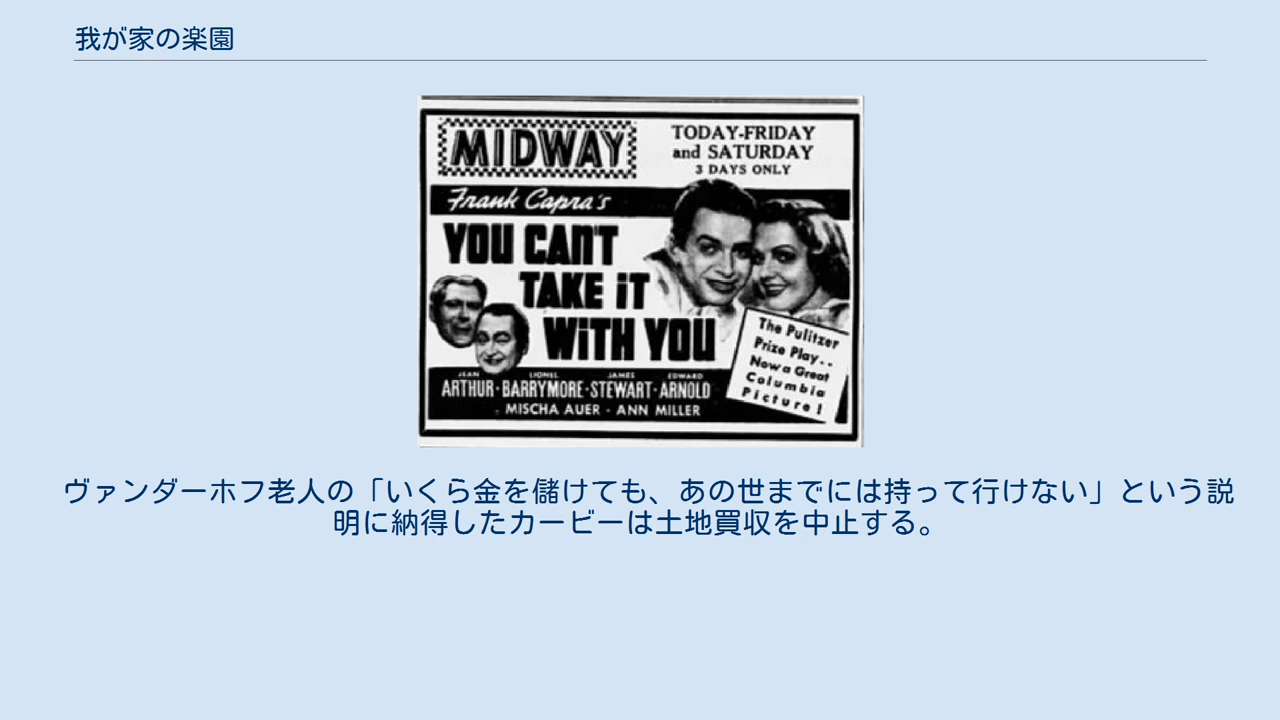 我が家の楽園
MIDWAY
TODAY-FRIDAY
and SATURDAY
3 DAYS ONLY
Frank Capra's
YOU CAN'T
TAKE iT
WiTH YOU
The Pulitzer
Prize Play..
Now a Great
Columbia
Picture!
JEAN LIONEL JAMES EDWARD
ARTHUR·BARRYMORE·STEWART·ARNOLD
MISCHA AUER - ANN MILLER
ヴァンダーホフ老人の「いくら金を儲けても、あの世までには持って行けない」という説
明に納得したカービーは土地買収を中止する。